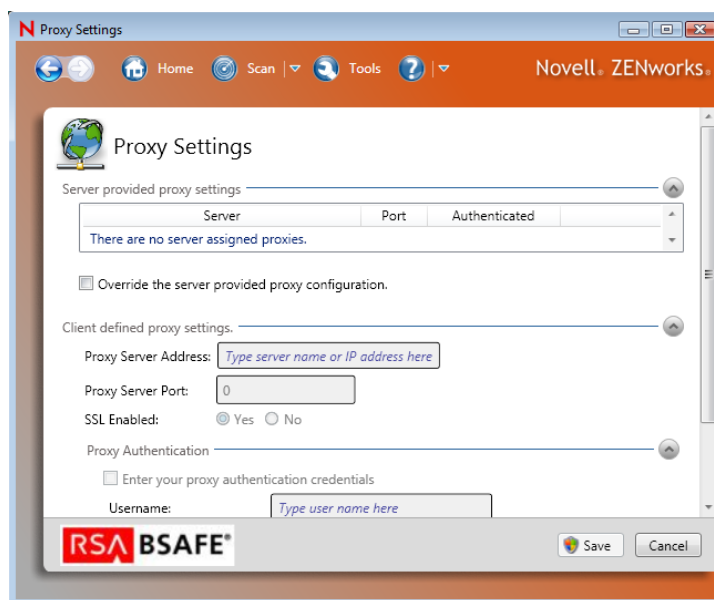 N Proxy Settings
Home Scan Tools ? Novell® ZENworks®
Proxy Settings
Server provided proxy settings
Server Port Authenticated
There are no server assigned proxies.
Override the server provided proxy configuration.
Client defined proxy settings.
Proxy Server Address: Type server name or IP address here
Proxy Server Port: 0
SSL Enabled: Yes No
Proxy Authentication
Enter your proxy authentication credentials
Username: Type user name here
RSA BSAFE® Save Cancel